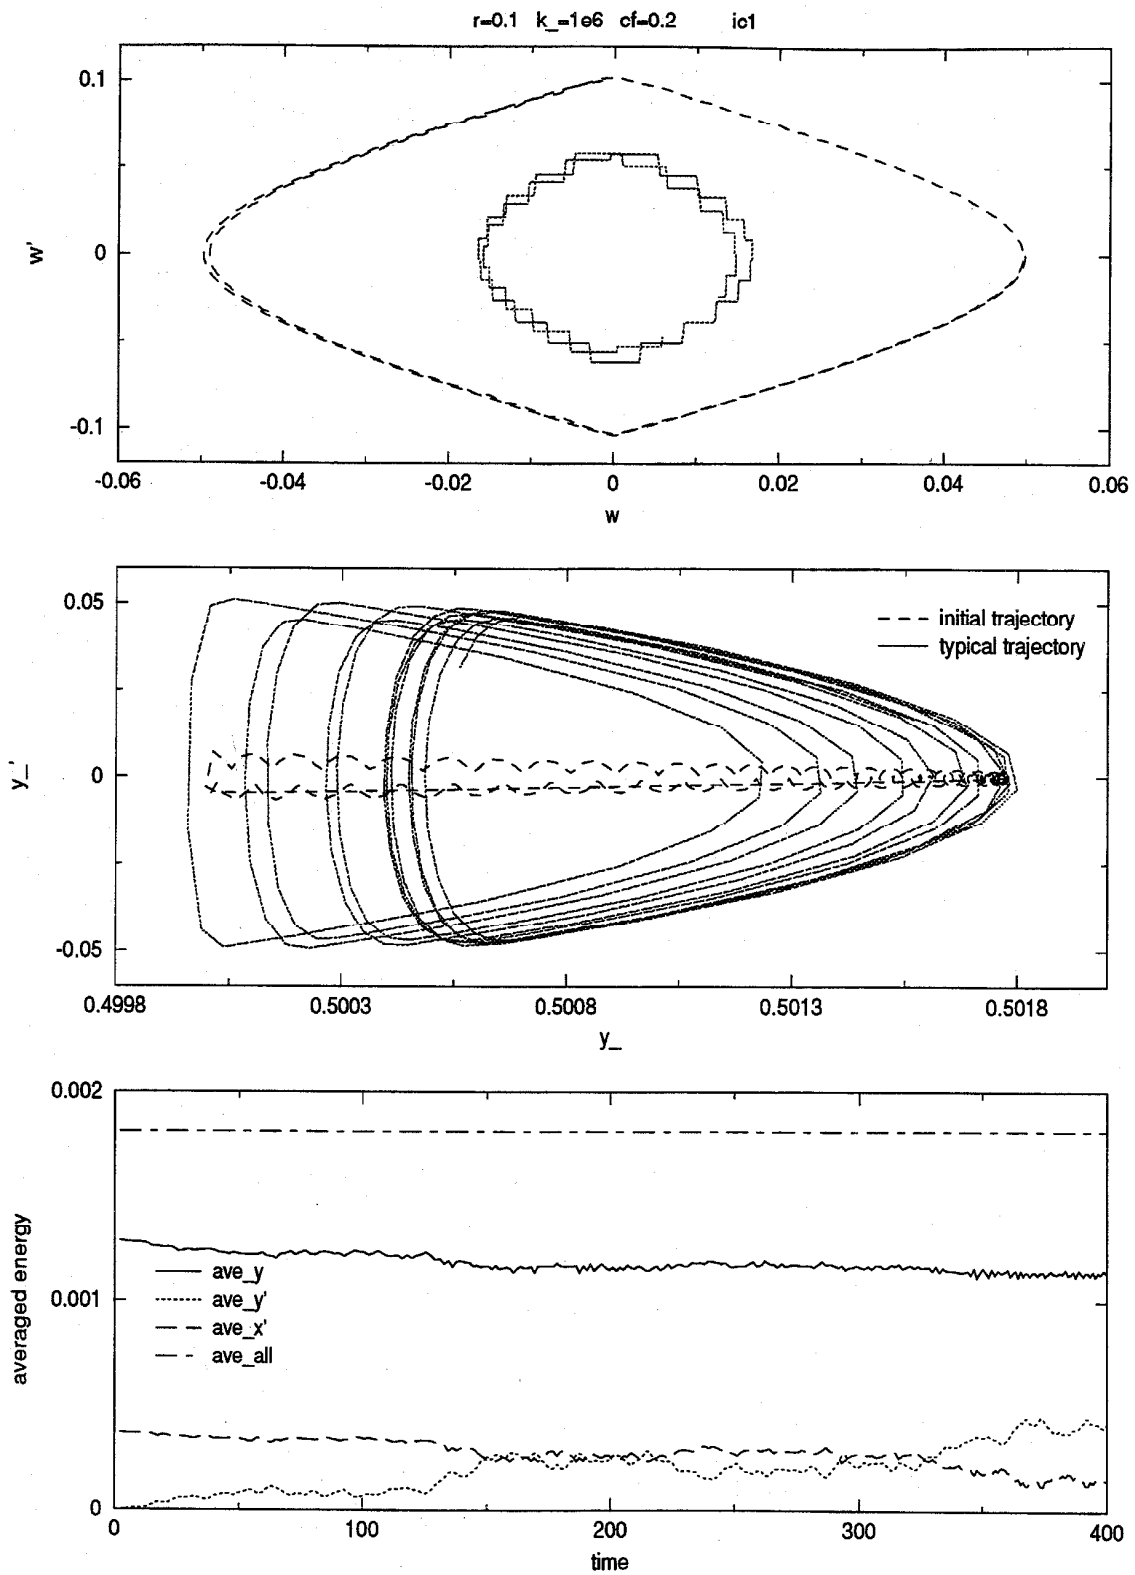 r=0.1 k_=1e6 cf=0.2 ic1
0.1
0
-0.1
w'
-0.06
-0.04
-0.02
0
0.02
0.04
0.06
w
0.05
0
-0.05
y_'
initial trajectory
typical trajectory
0.4998
0.5003
0.5008
0.5013
0.5018
y_
0.002
0.001
0
averaged energy
ave_y
ave_y'
ave_x'
ave_all
0
100
200
300
400
time